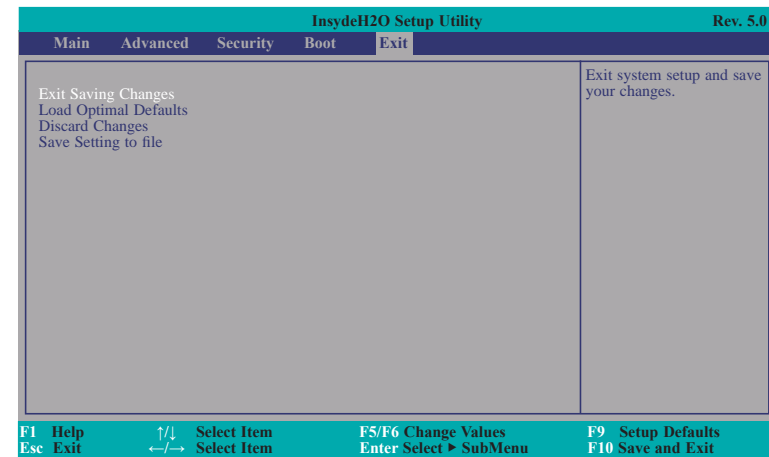 InsydeH2O Setup Utility Rev. 5.0
Main Advanced Security Boot Exit
Exit Saving Changes
Load Optimal Defaults
Discard Changes
Save Setting to file
Exit system setup and save
your changes.
F1 Help ↑/↓ Select Item F5/F6 Change Values F9 Setup Defaults
Esc Exit ←/→ Select Item Enter Select ▶ SubMenu F10 Save and Exit